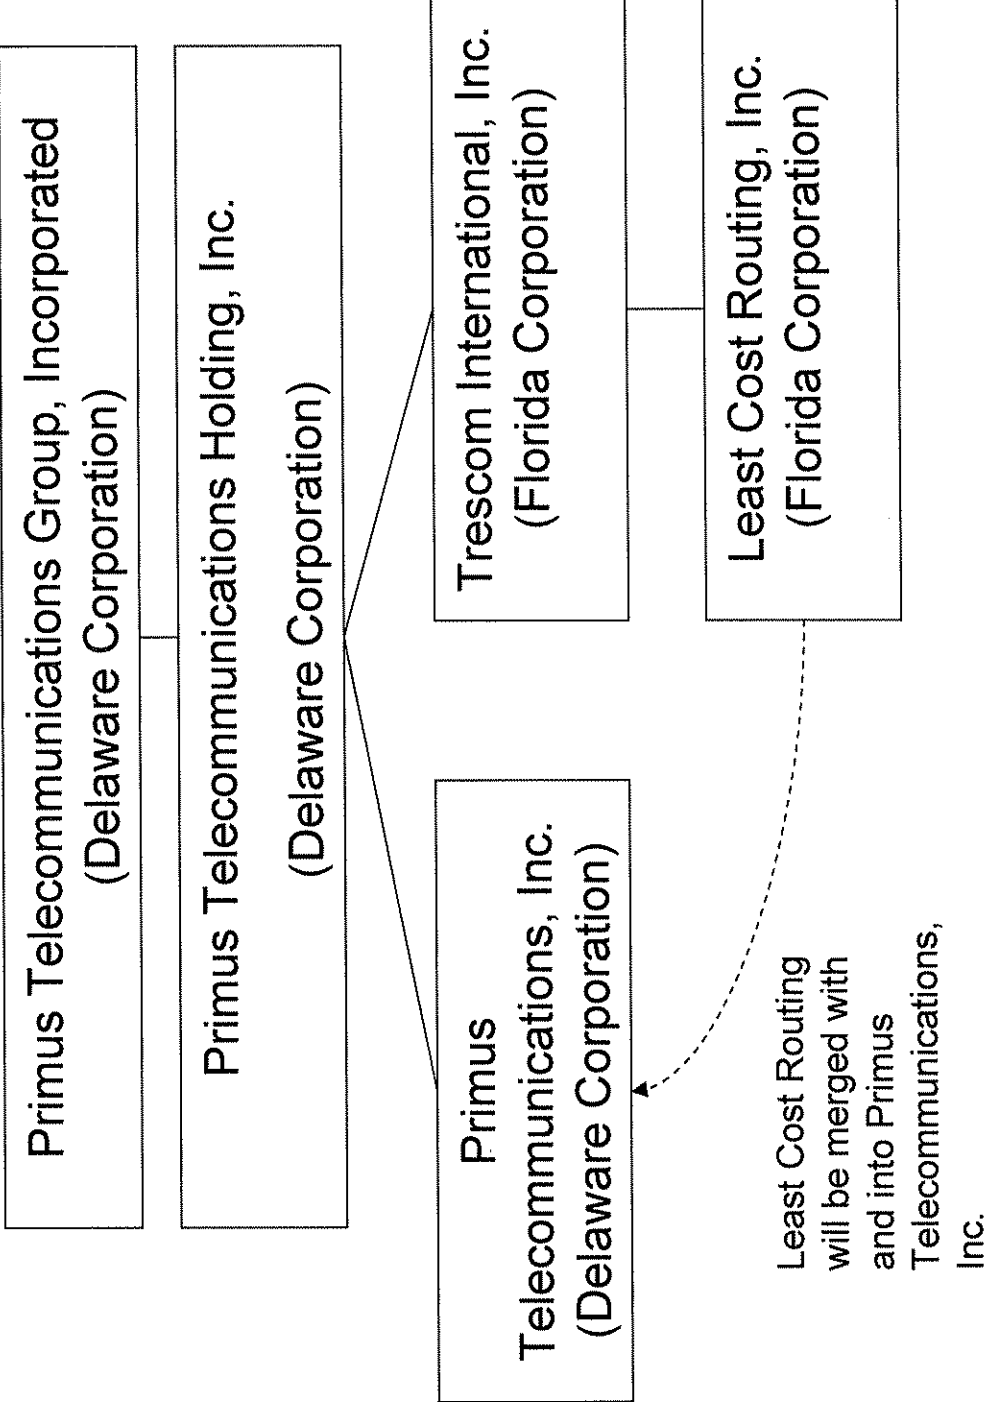 Primus Telecommunications Group, Incorporated
(Delaware Corporation)
Primus Telecommunications Holding, Inc.
(Delaware Corporation)
Primus
Telecommunications, Inc.
(Delaware Corporation)
Trescom International, Inc.
(Florida Corporation)
Least Cost Routing, Inc.
(Florida Corporation)
Least Cost Routing
will be merged with
and into Primus
Telecommunications,
Inc.